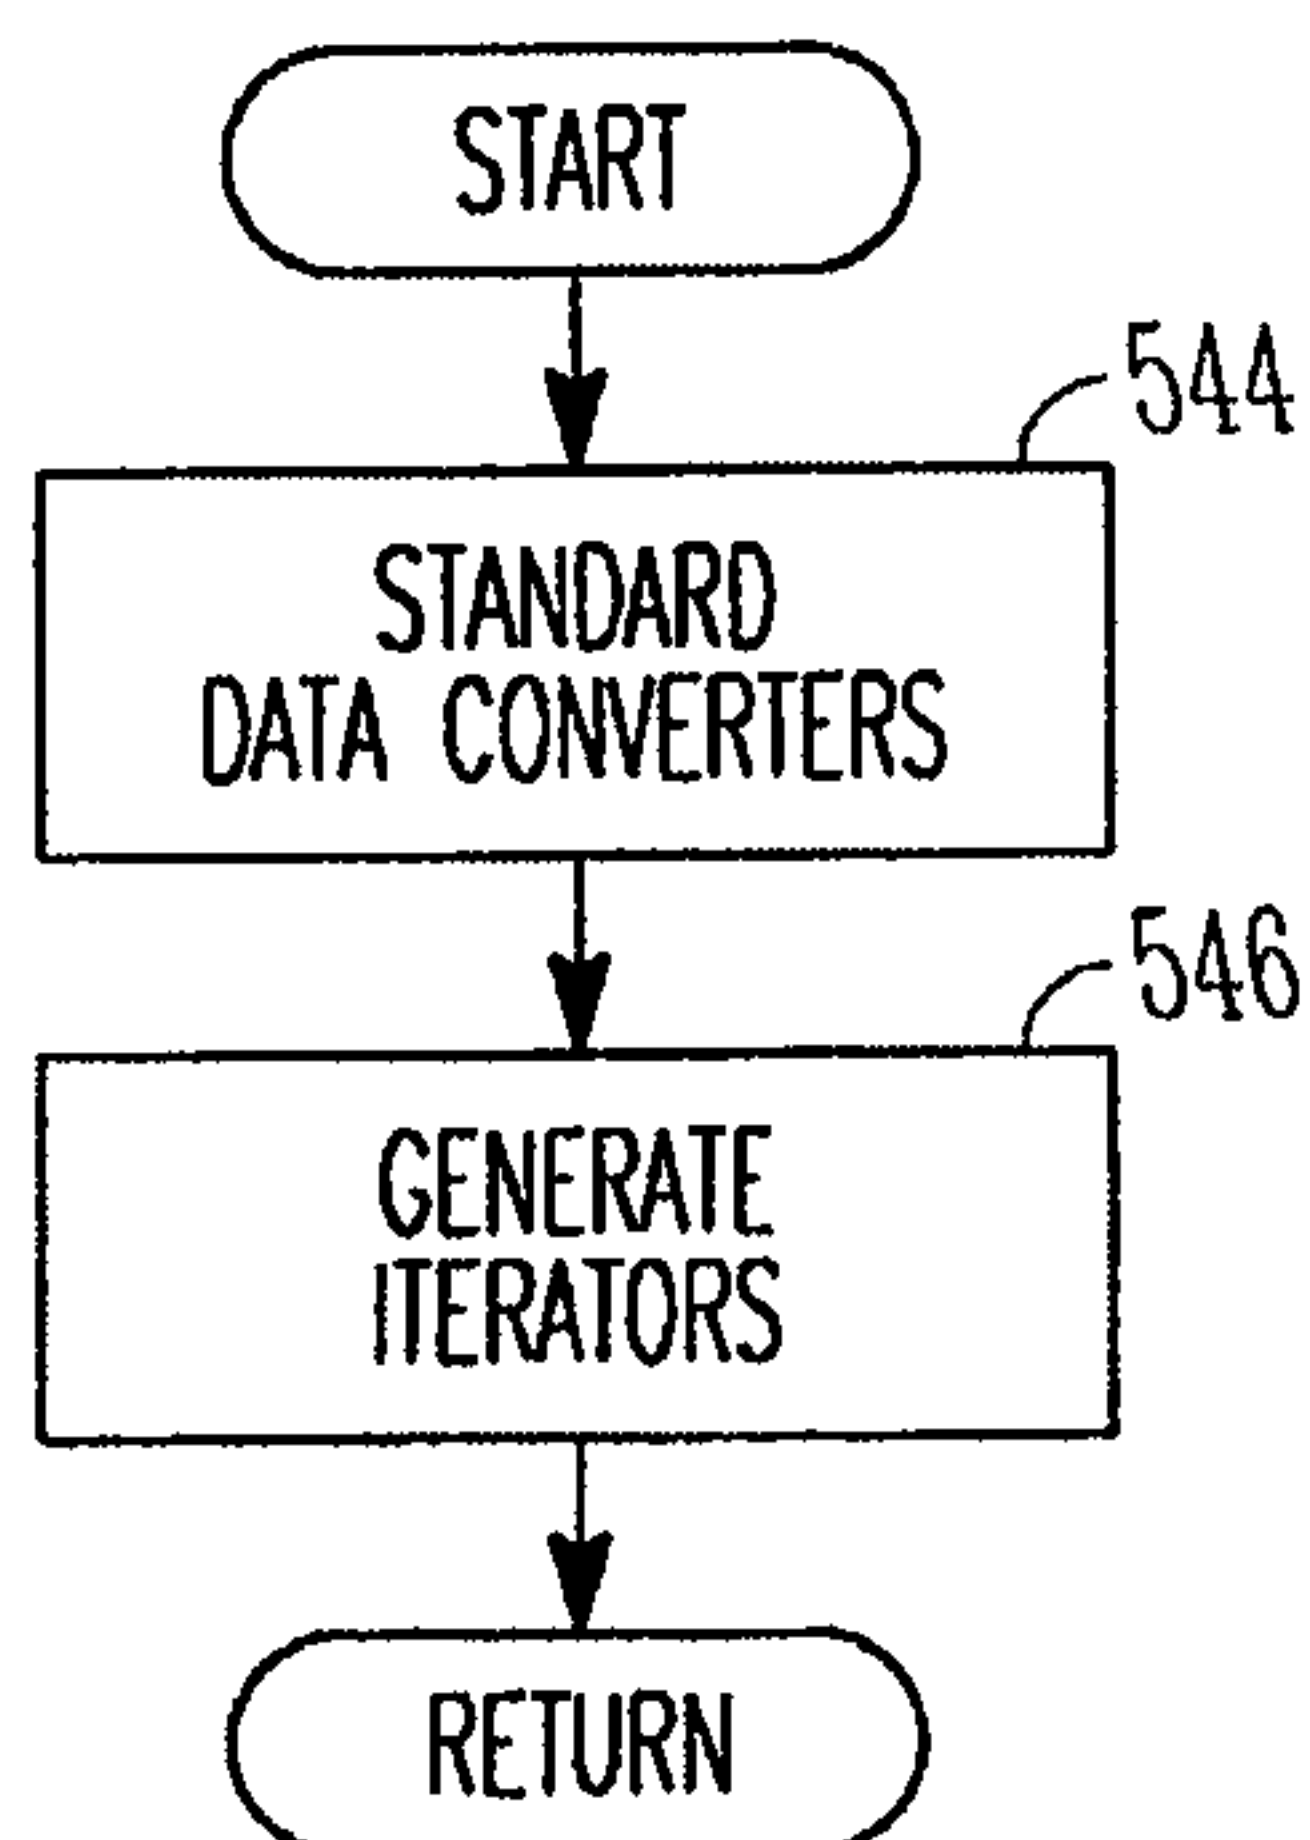 START
544
STANDARD
DATA CONVERTERS
546
GENERATE
ITERATORS
RETURN